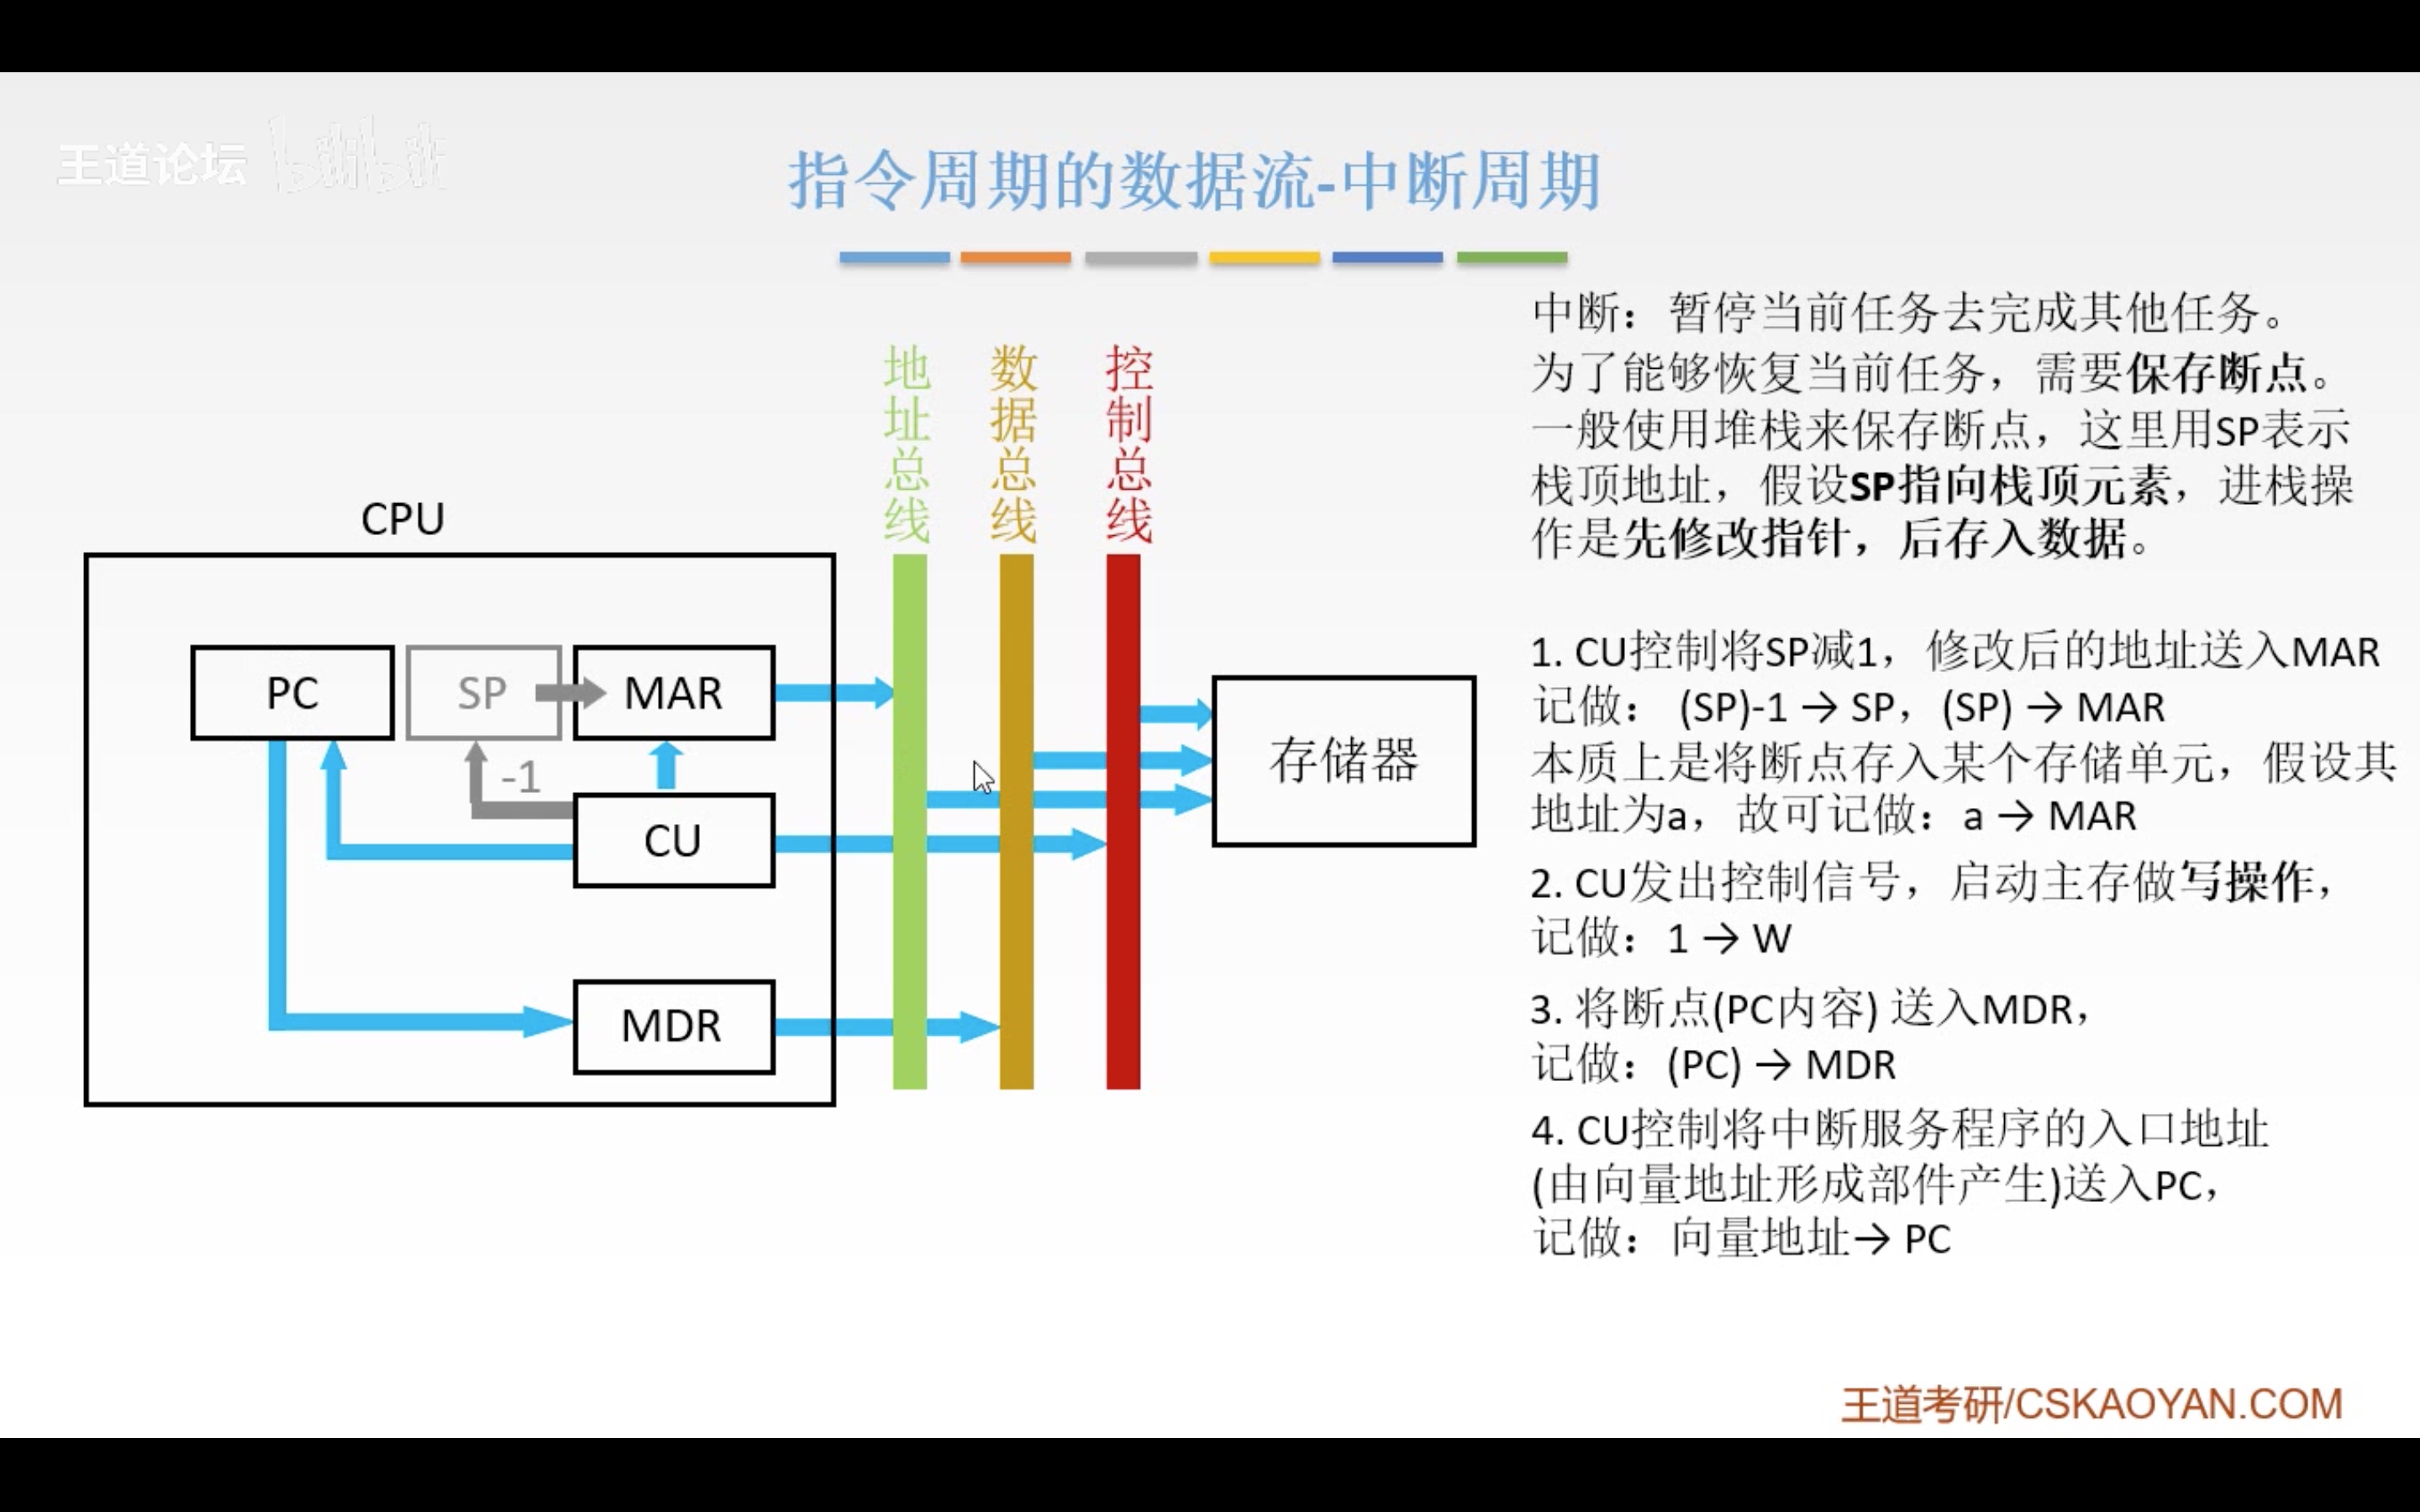 王道论坛 bilibili
指令周期的数据流-中断周期
中断：暂停当前任务去完成其他任务。
为了能够恢复当前任务，需要保存断点。
一般使用堆栈来保存断点，这里用SP表示
栈顶地址，假设SP指向栈顶元素，进栈操
作是先修改指针，后存入数据。
地址总线
数据总线
控制总线
CPU
PC
SP
MAR
-1
CU
MDR
存储器
1. CU控制将SP减1，修改后的地址送入MAR
记做： (SP)-1 → SP，(SP) → MAR
本质上是将断点存入某个存储单元，假设其
地址为a，故可记做：a → MAR
2. CU发出控制信号，启动主存做写操作，
记做：1 → W
3. 将断点(PC内容) 送入MDR，
记做：(PC) → MDR
4. CU控制将中断服务程序的入口地址
(由向量地址形成部件产生)送入PC，
记做：向量地址→ PC
王道考研/CSKAOYAN.COM